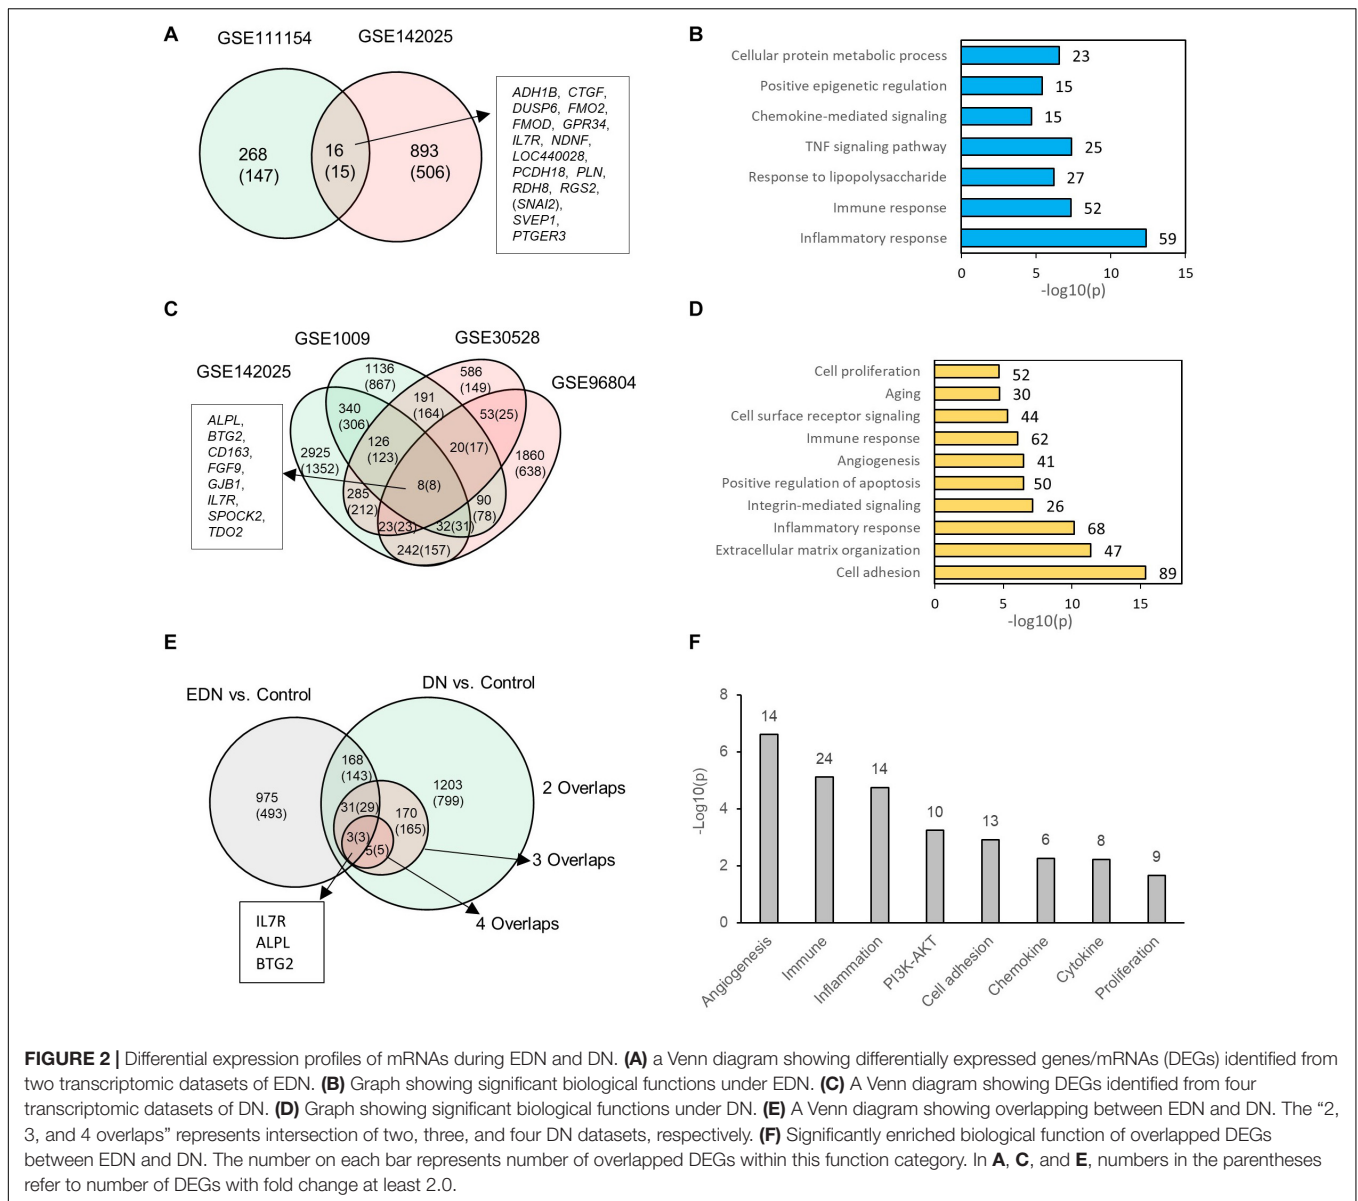 A
GSE111154
GSE142025
268
(147)
16
(15)
893
(506)
ADH1B, CTGF,
DUSP6, FMO2,
FMOD, GPR34,
IL7R, NDNF,
LOC440028,
PCDH18, PLN,
RDH8, RGS2,
(SNAI2),
SVEP1,
PTGER3
B
Cellular protein metabolic process 23
Positive epigenetic regulation 15
Chemokine-mediated signaling 15
TNF signaling pathway 25
Response to lipopolysaccharide 27
Immune response 52
Inflammatory response 59
0 5 10 15
-log10(p)
C
GSE1009
GSE30528
GSE142025
GSE96804
ALPL,
BTG2,
CD163,
FGF9,
GJB1,
IL7R,
SPOCK2,
TDO2
1136
(867)
586
(149)
191
(164)
340
(306)
53(25)
126
(123)
20(17)
2925
(1352)
1860
(638)
8(8)
285
(212)
90
(78)
23(23)
32(31)
242(157)
D
Cell proliferation 52
Aging 30
Cell surface receptor signaling 44
Immune response 62
Angiogenesis 41
Positive regulation of apoptosis 50
Integrin-mediated signaling 26
Inflammatory response 68
Extracellular matrix organization 47
Cell adhesion 89
0 5 10 15
-log10(p)
E
EDN vs. Control
DN vs. Control
975
(493)
168
(143)
1203
(799)
31(29)
170
(165)
3(3)
5(5)
2 Overlaps
3 Overlaps
4 Overlaps
IL7R
ALPL
BTG2
F
-Log10(p)
8
6
4
2
0
14 24 14 10 13 6 8 9
Angiogenesis
Immune
Inflammation
PI3K-AKT
Cell adhesion
Chemokine
Cytokine
Proliferation
FIGURE 2 | Differential expression profiles of mRNAs during EDN and DN. (A) a Venn diagram showing differentially expressed genes/mRNAs (DEGs) identified from
two transcriptomic datasets of EDN. (B) Graph showing significant biological functions under EDN. (C) A Venn diagram showing DEGs identified from four
transcriptomic datasets of DN. (D) Graph showing significant biological functions under DN. (E) A Venn diagram showing overlapping between EDN and DN. The “2,
3, and 4 overlaps” represents intersection of two, three, and four DN datasets, respectively. (F) Significantly enriched biological function of overlapped DEGs
between EDN and DN. The number on each bar represents number of overlapped DEGs within this function category. In A, C, and E, numbers in the parentheses
refer to number of DEGs with fold change at least 2.0.